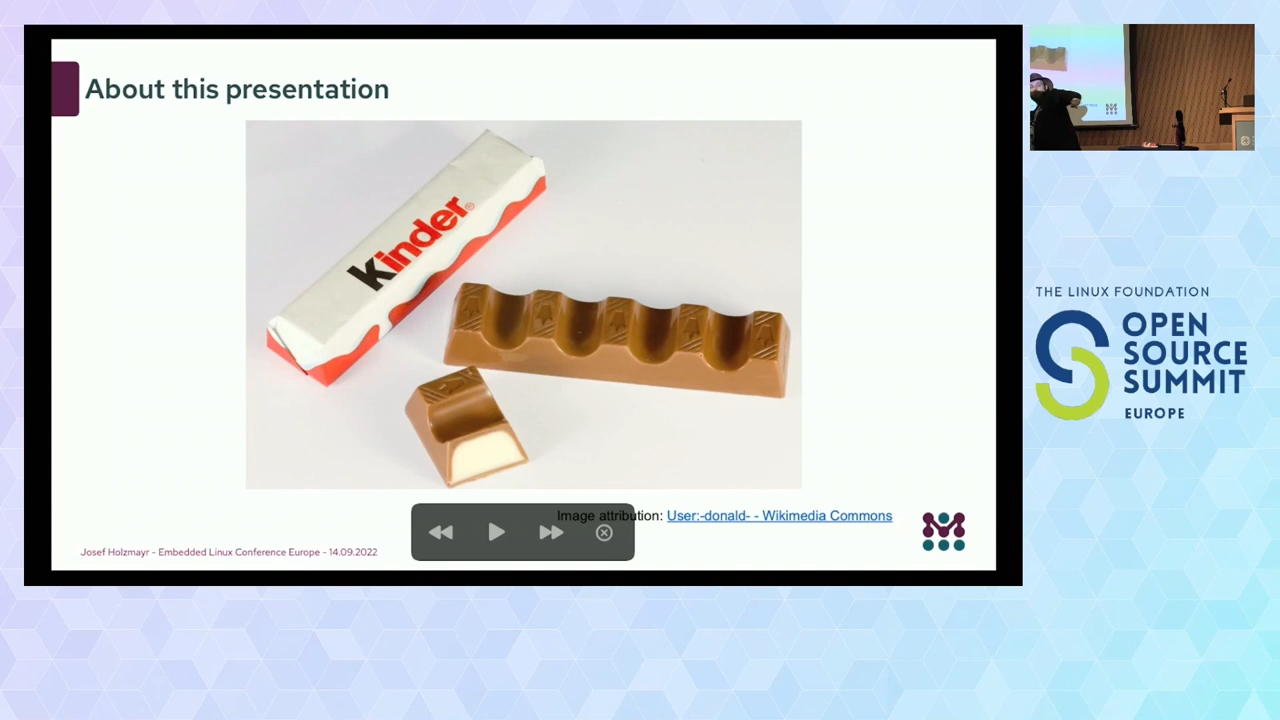 About this presentation
Kinder
Image attribution: User:-donald- - Wikimedia Commons
Josef Holzmayr - Embedded Linux Conference Europe - 14.09.2022
THE LINUX FOUNDATION
OPEN
SOURCE
SUMMIT
EUROPE